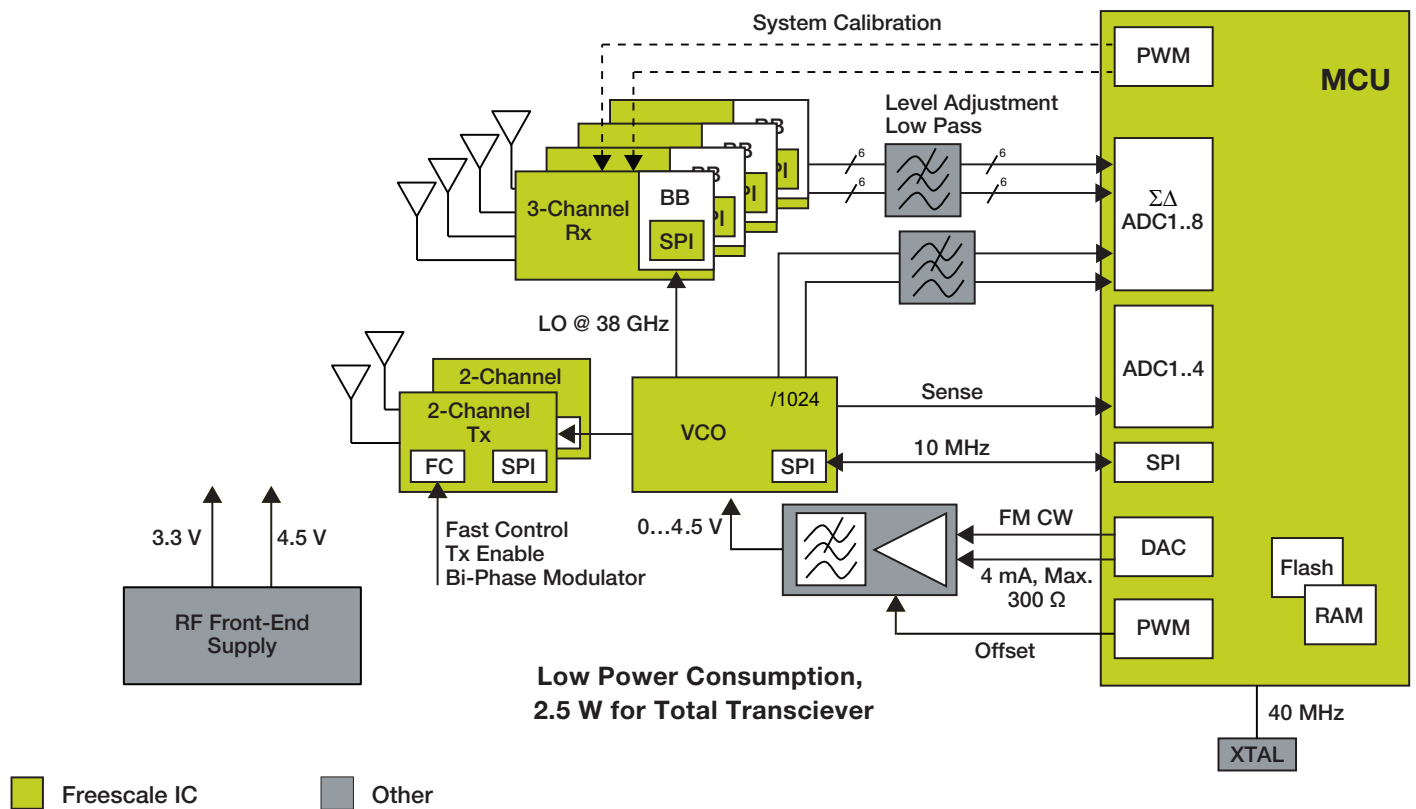 System Calibration
PWM
MCU
Level Adjustment
Low Pass
BB
BB
BB
BB
6
6
6
6
ΣΔ
ADC1..8
3-Channel
Rx
SPI
PI
PI
PI
LO @ 38 GHz
ADC1..4
2-Channel
2-Channel
Tx
FC
SPI
/1024
VCO
SPI
Sense
10 MHz
SPI
3.3 V
4.5 V
Fast Control
Tx Enable
Bi-Phase Modulator
0...4.5 V
FM CW
DAC
4 mA, Max.
300 Ω
Flash
RAM
RF Front-End
Supply
PWM
Offset
Low Power Consumption,
2.5 W for Total Transciever
40 MHz
XTAL
Freescale IC
Other